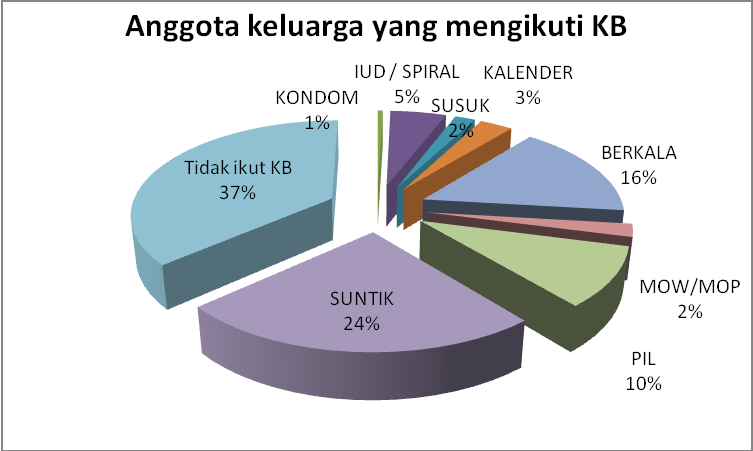 Anggota keluarga yang mengikuti KB
KONDOM
1%
IUD / SPIRAL
5%
SUSUK
2%
KALENDER
3%
BERKALA
16%
MOW/MOP
2%
PIL
10%
SUNTIK
24%
Tidak ikut KB
37%